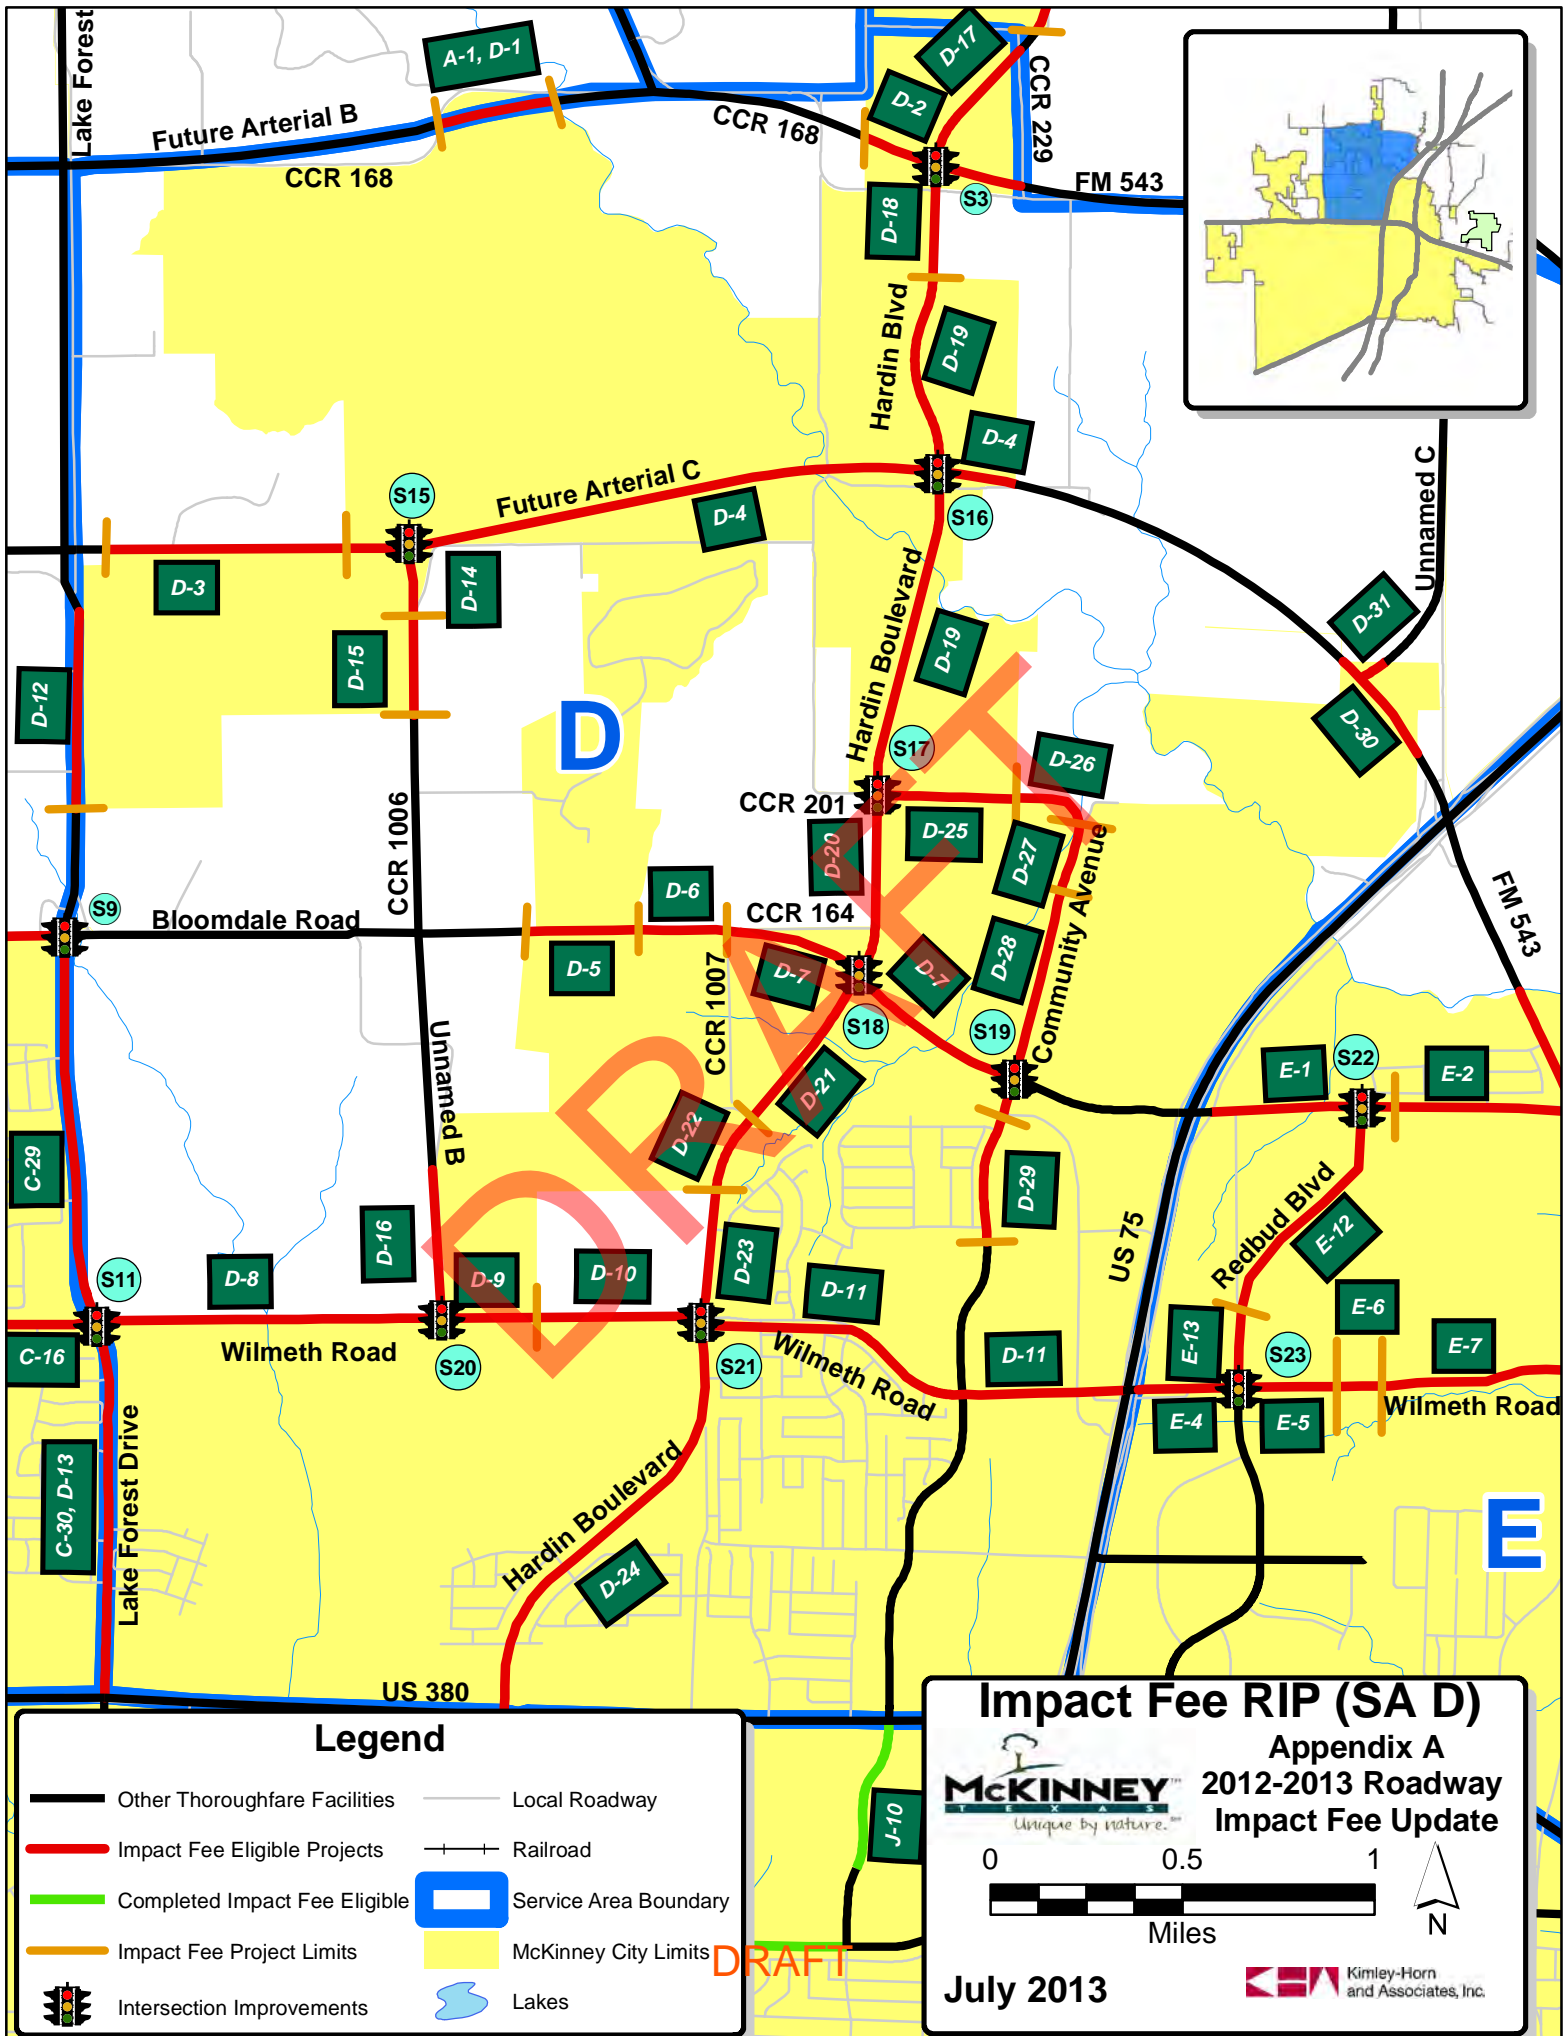 Lake Forest
A-1, D-1
D-17
Future Arterial B
D-2
CCR 168
CCR 229
CCR 168
FM 543
S3
D-18
Hardin Blvd
D-19
D-4
Unnamed C
S15
Future Arterial C
D-4
S16
D-3
D-14
D-31
Hardin Boulevard
D-19
D-15
D-12
D
D-30
S17
D-26
CCR 201
D-20
D-25
D-27
Community Avenue
CCR 1006
D-6
S9
Bloomdale Road
CCR 164
FM 543
D-5
D-7
D-7
D-28
CCR 1007
S18
S19
Unnamed B
D-21
E-1
S22
E-2
D-22
C-29
D-29
Redbud Blvd
US 75
E-12
D-16
D-23
S11
D-8
D-9
D-10
D-11
E-6
C-16
Wilmeth Road
S20
S21
Wilmeth Road
D-11
E-13
S23
E-7
Wilmeth Road
E-4
E-5
C-30, D-13
Lake Forest Drive
Hardin Boulevard
D-24
E
DRAFT
US 380
J-10
Legend
Other Thoroughfare Facilities
Local Roadway
Impact Fee Eligible Projects
Railroad
Completed Impact Fee Eligible
Service Area Boundary
Impact Fee Project Limits
McKinney City Limits
Intersection Improvements
Lakes
DRAFT
Impact Fee RIP (SA D)
Appendix A
2012-2013 Roadway
Impact Fee Update
McKINNEY™
TEXAS
Unique by nature.℠
0 0.5 1
Miles
N
July 2013
Kimley-Horn
and Associates, Inc.